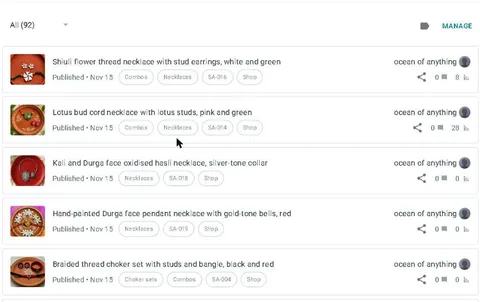 All (92)
MANAGE
Shiuli flower thread necklace with stud earrings, white and green
ocean of anything
Published • Nov 15 Combos Necklaces SA-016 Shop 0 8
Lotus bud cord necklace with lotus studs, pink and green
ocean of anything
Published • Nov 15 Combos Necklaces SA-014 Shop 0 28
Kali and Durga face oxidised hasli necklace, silver-tone collar
ocean of anything
Published • Nov 15 Necklaces SA-018 Shop 0 0
Hand-painted Durga face pendant necklace with gold-tone bells, red
ocean of anything
Published • Nov 15 Necklaces SA-015 Shop 0 0
Braided thread choker set with studs and bangle, black and red
ocean of anything
Published • Nov 15 Choker sets Combos SA-004 Shop 0 0